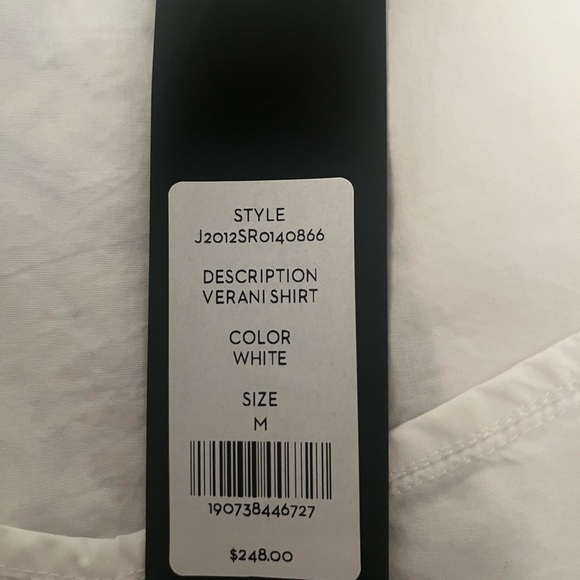 STYLE
J2012SR0140866
DESCRIPTION
VERANI SHIRT
COLOR
WHITE
SIZE
M
190738446727
$248.00